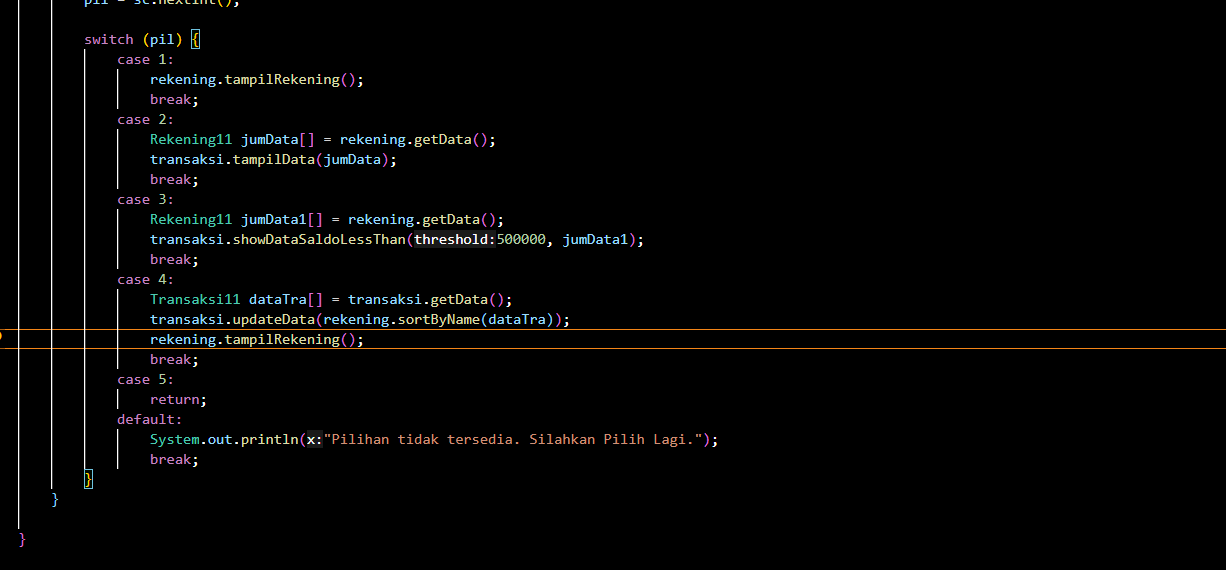 pil = sc.nextInt();
switch (pil) {
case 1:
rekening.tampilRekening();
break;
case 2:
Rekening11 jumData[] = rekening.getData();
transaksi.tampilData(jumData);
break;
case 3:
Rekening11 jumData1[] = rekening.getData();
transaksi.showDataSaldoLessThan(threshold:500000, jumData1);
break;
case 4:
Transaksi11 dataTra[] = transaksi.getData();
transaksi.updateData(rekening.sortByName(dataTra));
rekening.tampilRekening();
break;
case 5:
return;
default:
System.out.println(x:"Pilihan tidak tersedia. Silahkan Pilih Lagi.");
break;
}
}
}